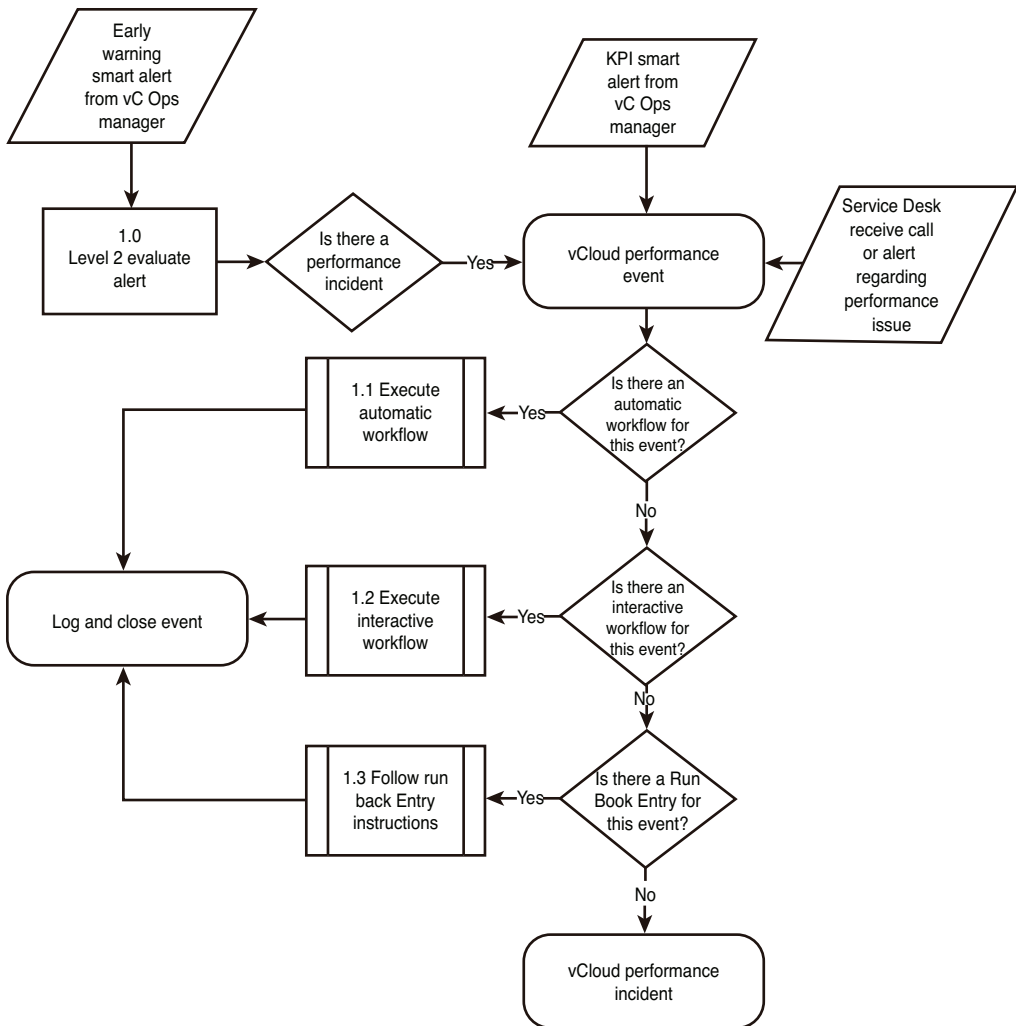 Early
warning
smart alert
from vC Ops
manager
KPI smart
alert from
vC Ops
manager
1.0
Level 2 evaluate
alert
Is there a
performance
incident
Yes
vCloud performance
event
Service Desk
receive call
or alert
regarding
performance
issue
1.1 Execute
automatic
workflow
Yes
Is there an
automatic
workflow for
this event?
No
Log and close event
1.2 Execute
interactive
workflow
Yes
Is there an
interactive
workflow for
this event?
No
1.3 Follow run
back Entry
instructions
Yes
Is there a Run
Book Entry for
this event?
No
vCloud performance
incident